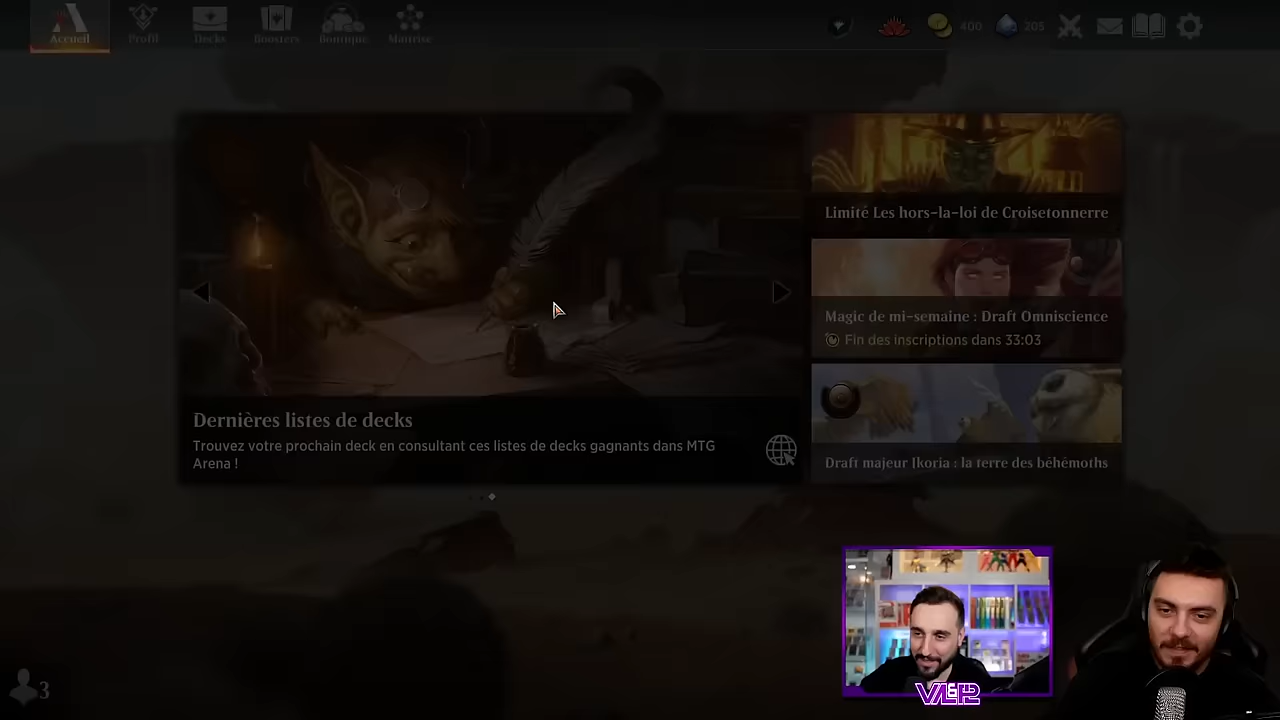 Accueil
Profil
Decks
Boosters
Boutique
Maîtrise
400
205
Limité Les hors-la-loi de Croisetonnerre
Magic de mi-semaine : Draft Omniscience
Fin des inscriptions dans 33:03
Dernières listes de decks
Trouvez votre prochain deck en consultant ces listes de decks gagnants dans MTG
Arena !
Draft majeur Ikoria : la terre des béhémoths
3